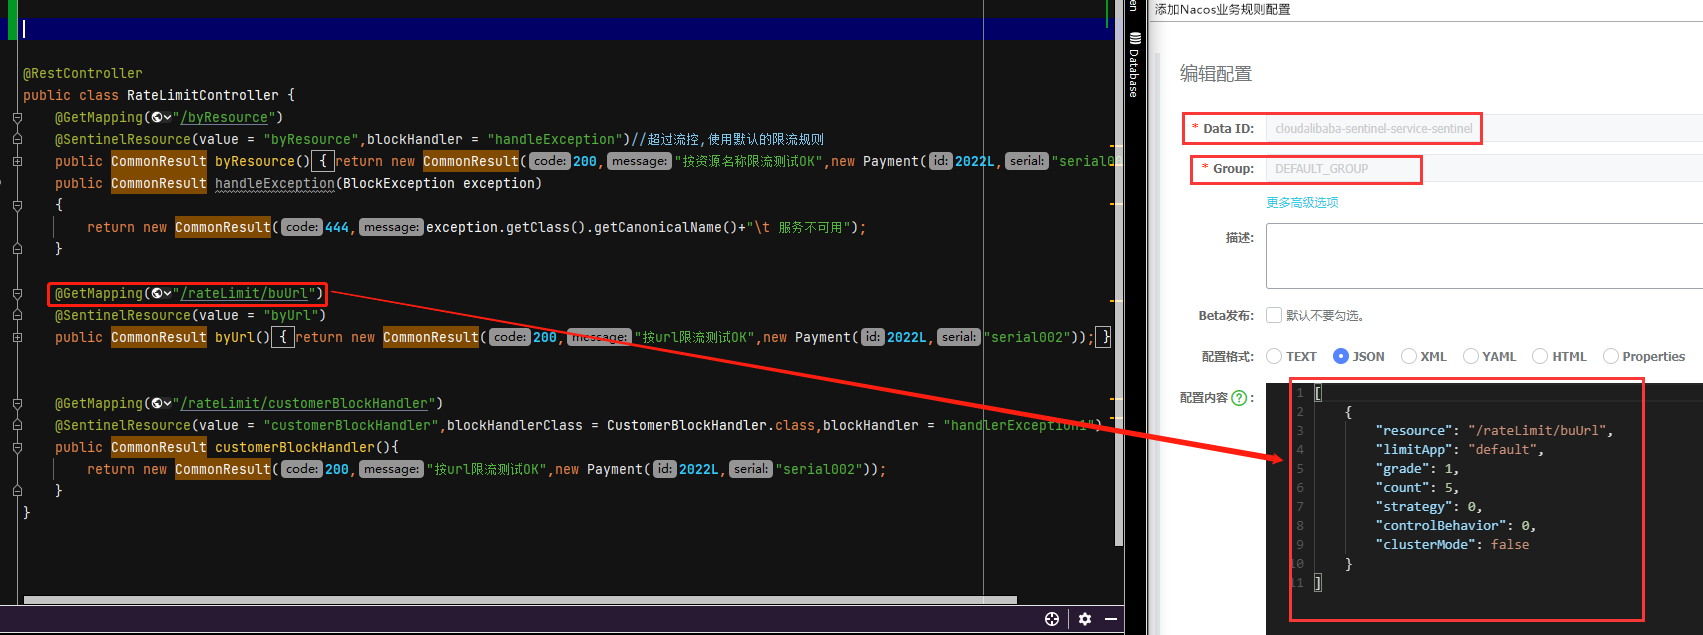 @RestController
public class RateLimitController {
@GetMapping("/byResource")
@SentinelResource(value = "byResource",blockHandler = "handleException")//超过流控,使用默认的限流规则
public CommonResult byResource() { return new CommonResult( code: 200, message: "按资源名称限流测试OK",new Payment( id: 2022L, serial: "serial00
public CommonResult handleException(BlockException exception)
{
return new CommonResult( code: 444, message: exception.getClass().getCanonicalName()+"\t 服务不可用");
}
@GetMapping("/rateLimit/buUrl")
@SentinelResource(value = "byUrl")
public CommonResult byUrl() { return new CommonResult( code: 200, message: "按url限流测试OK",new Payment( id: 2022L, serial: "serial002")); }
@GetMapping("/rateLimit/customerBlockHandler")
@SentinelResource(value = "customerBlockHandler",blockHandlerClass = CustomerBlockHandler.class,blockHandler = "handlerException1")
public CommonResult customerBlockHandler(){
return new CommonResult( code: 200, message: "按url限流测试OK",new Payment( id: 2022L, serial: "serial002"));
}
}
en
Database
添加Nacos业务规则配置
编辑配置
* Data ID: cloudalibaba-sentinel-service-sentinel
* Group: DEFAULT_GROUP
更多高级选项
描述:
Beta发布: 默认不要勾选。
配置格式: TEXT JSON XML YAML HTML Properties
配置内容 ? :
1 [
2 {
3 "resource": "/rateLimit/buUrl",
4 "limitApp": "default",
5 "grade": 1,
6 "count": 5,
7 "strategy": 0,
8 "controlBehavior": 0,
9 "clusterMode": false
10 }
11 ]